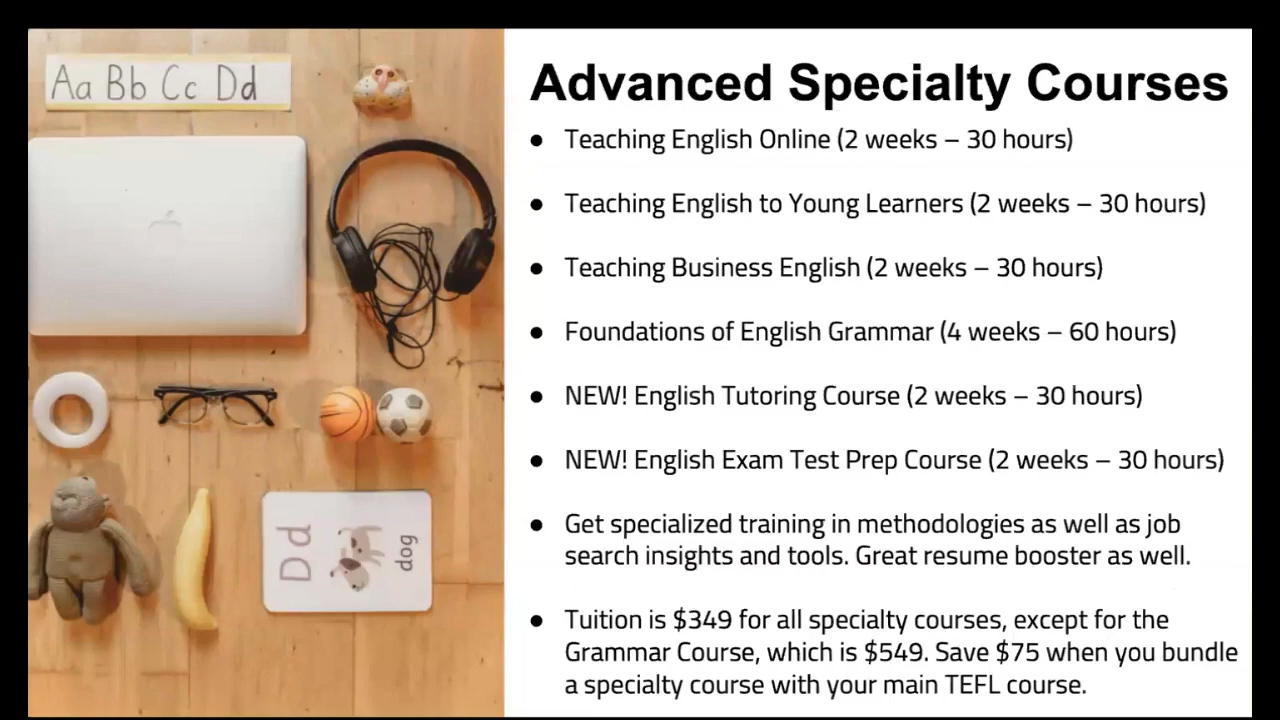 Aa Bb Cc Dd
Advanced Specialty Courses
● Teaching English Online (2 weeks – 30 hours)
● Teaching English to Young Learners (2 weeks – 30 hours)
● Teaching Business English (2 weeks – 30 hours)
● Foundations of English Grammar (4 weeks – 60 hours)
● NEW! English Tutoring Course (2 weeks – 30 hours)
● NEW! English Exam Test Prep Course (2 weeks – 30 hours)
● Get specialized training in methodologies as well as job
search insights and tools. Great resume booster as well.
● Tuition is $349 for all specialty courses, except for the
Grammar Course, which is $549. Save $75 when you bundle
a specialty course with your main TEFL course.
D d
dog